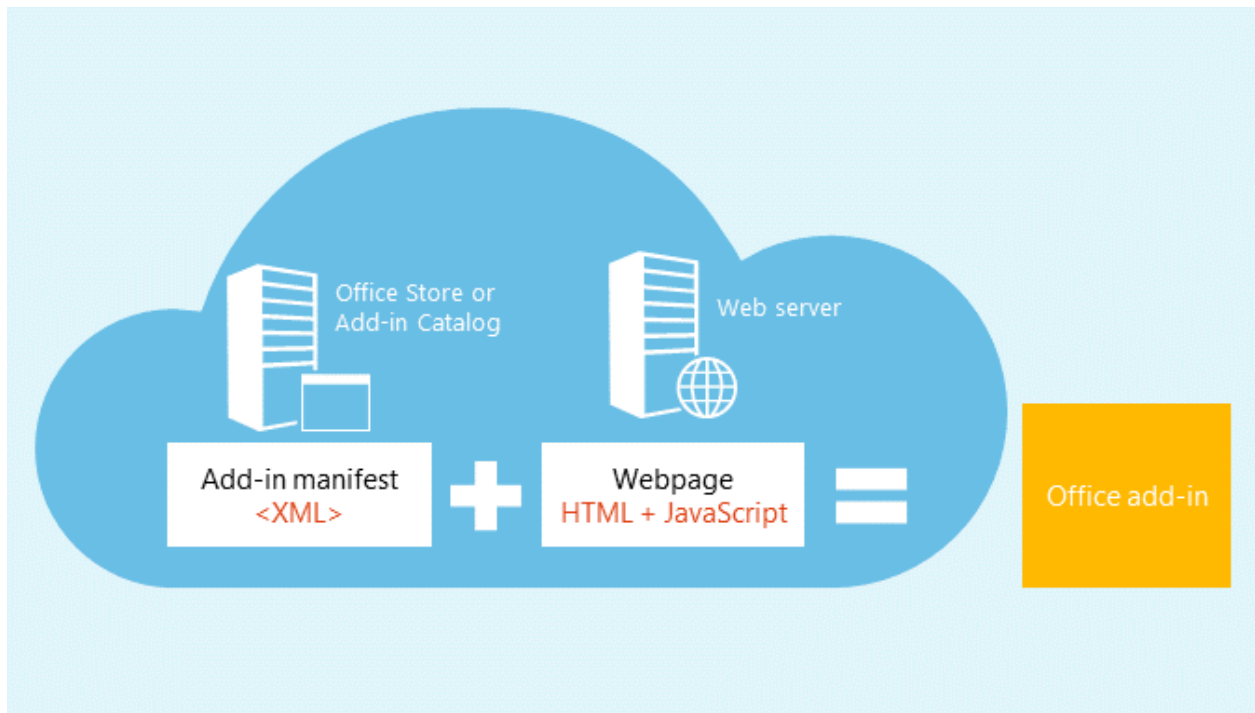 Office Store or
Add-in Catalog
Web server
Add-in manifest
<XML>
Webpage
HTML + JavaScript
Office add-in